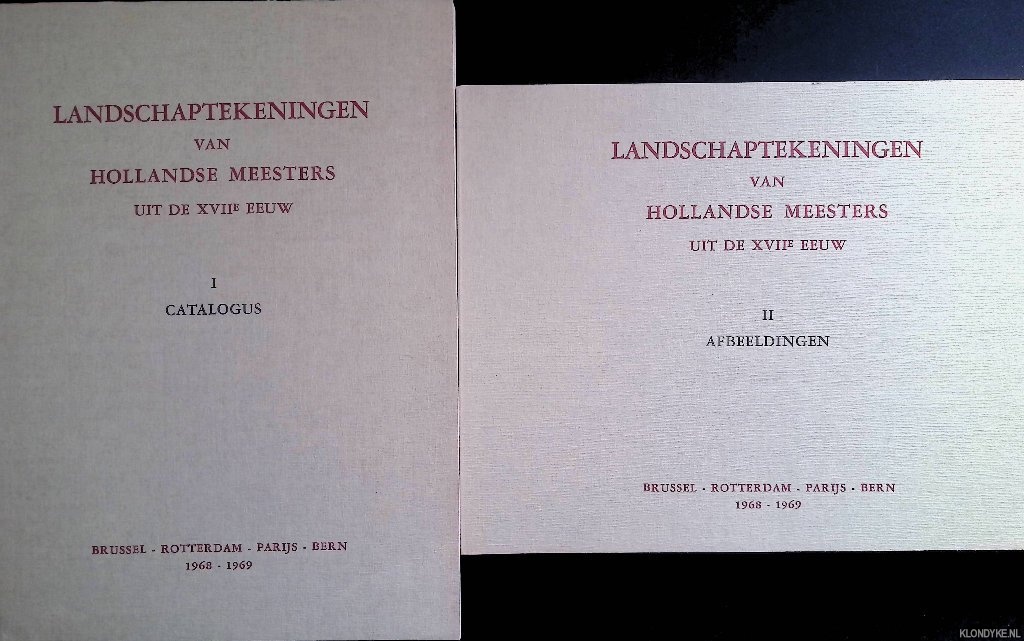 LANDSCHAPTEKENINGEN
VAN
HOLLANDSE MEESTERS
UIT DE XVIIE EEUW
I
CATALOGUS
BRUSSEL - ROTTERDAM - PARIJS - BERN
1968 - 1969
LANDSCHAPTEKENINGEN
VAN
HOLLANDSE MEESTERS
UIT DE XVIIE EEUW
II
AFBEELDINGEN
BRUSSEL - ROTTERDAM - PARIJS - BERN
1968 - 1969
KLONDYKE.NL